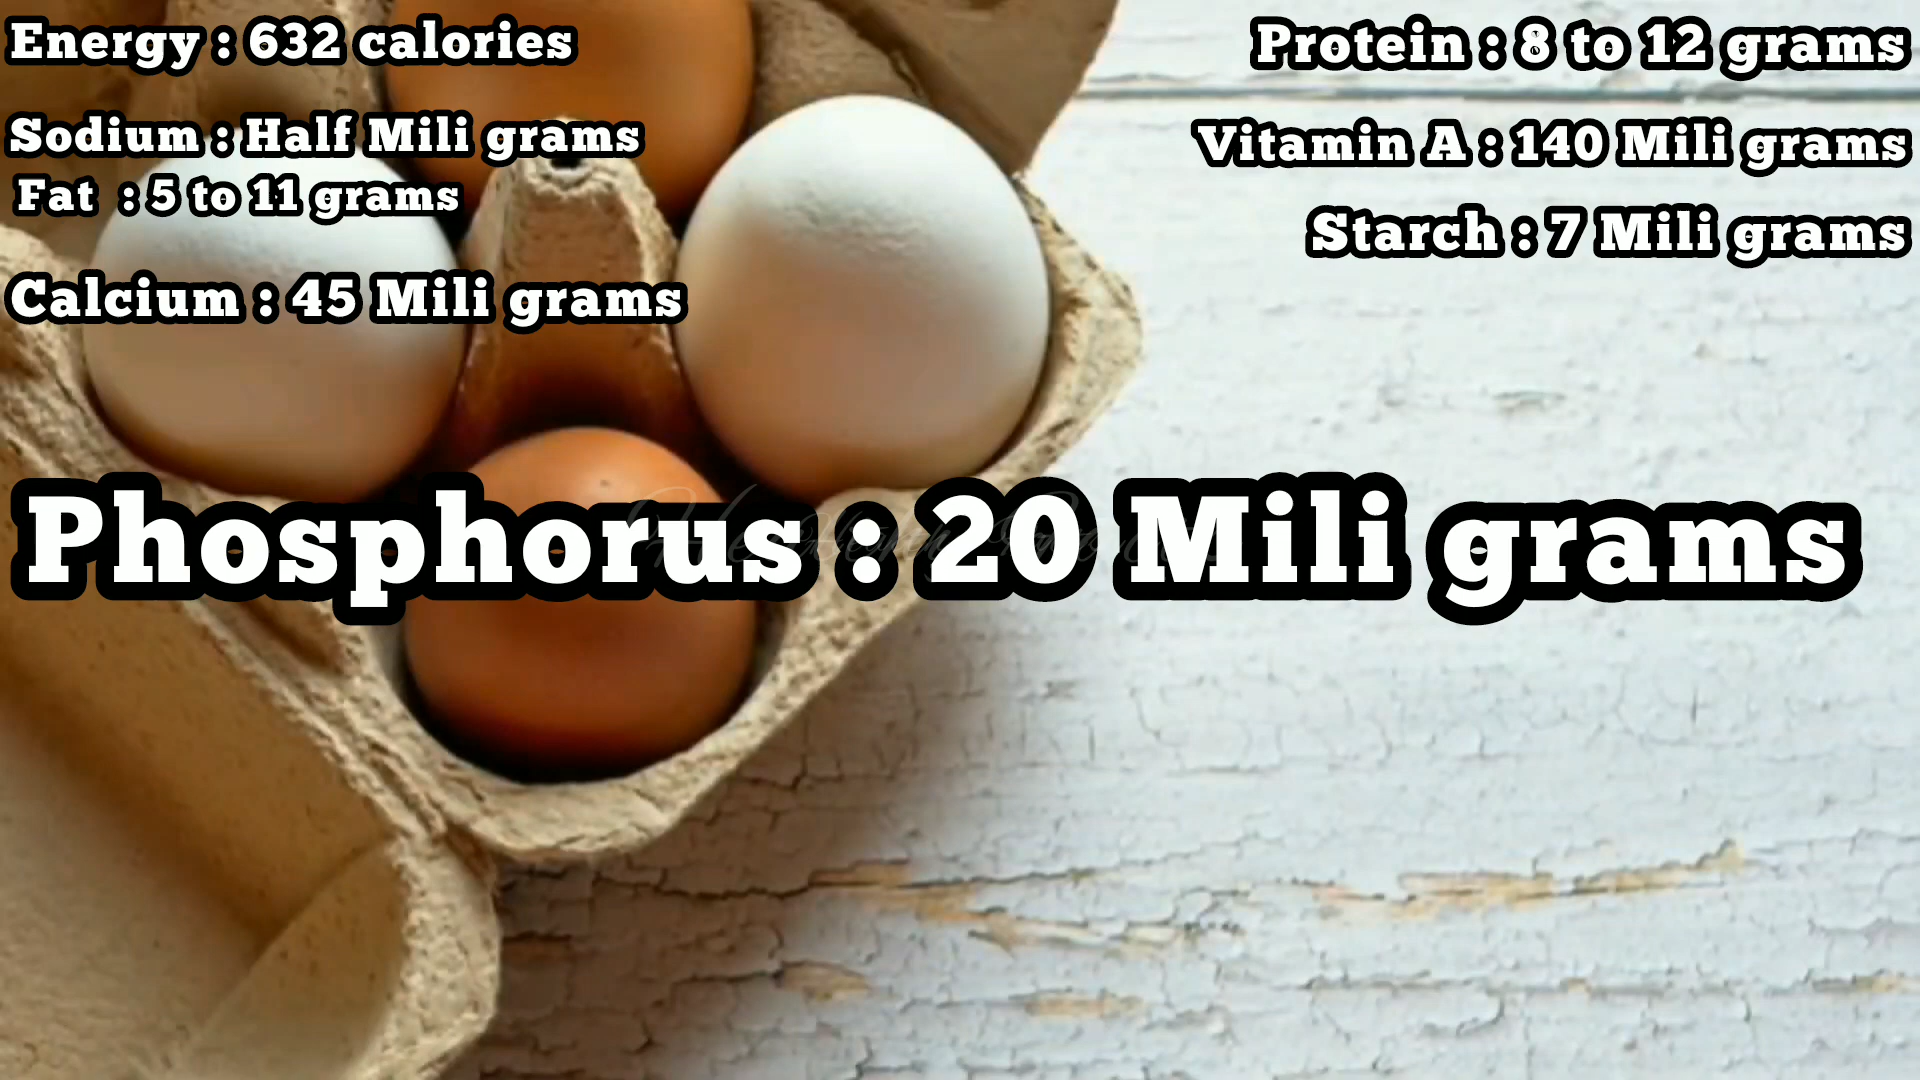 Energy : 632 calories
Protein : 8 to 12 grams
Sodium : Half Mili grams
Vitamin A : 140 Mili grams
Fat : 5 to 11 grams
Starch : 7 Mili grams
Calcium : 45 Mili grams
Phosphorus : 20 Mili grams